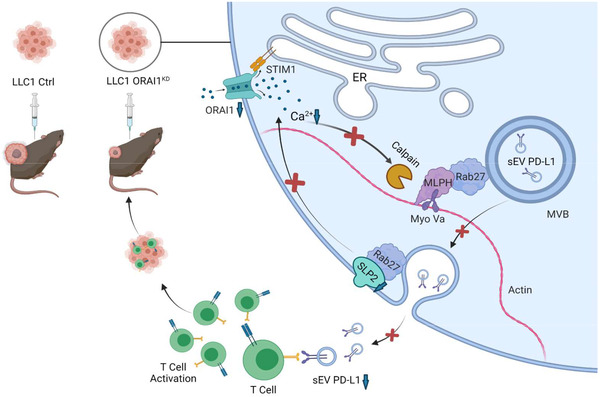 LLC1 Ctrl
LLC1 ORAI1KD
STIM1
ER
ORAI1
Ca2+
Calpain
MLPH
Rab27
Myo Va
sEV PD-L1
MVB
Rab27
SLP2
Actin
T Cell
Activation
T Cell
sEV PD-L1